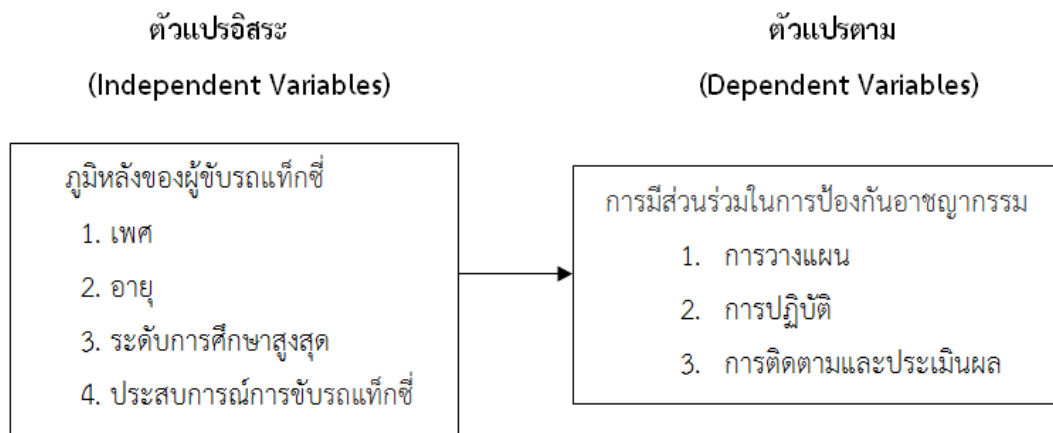 ตัวแปรอิสระ
(Independent Variables)
ภูมิหลังของผู้ขับรถแท็กซี่
1. เพศ
2. อายุ
3. ระดับการศึกษาสูงสุด
4. ประสบการณ์การขับรถแท็กซี่
ตัวแปรตาม
(Dependent Variables)
การมีส่วนร่วมในการป้องกันอาชญากรรม
1. การวางแผน
2. การปฏิบัติ
3. การติดตามและประเมินผล